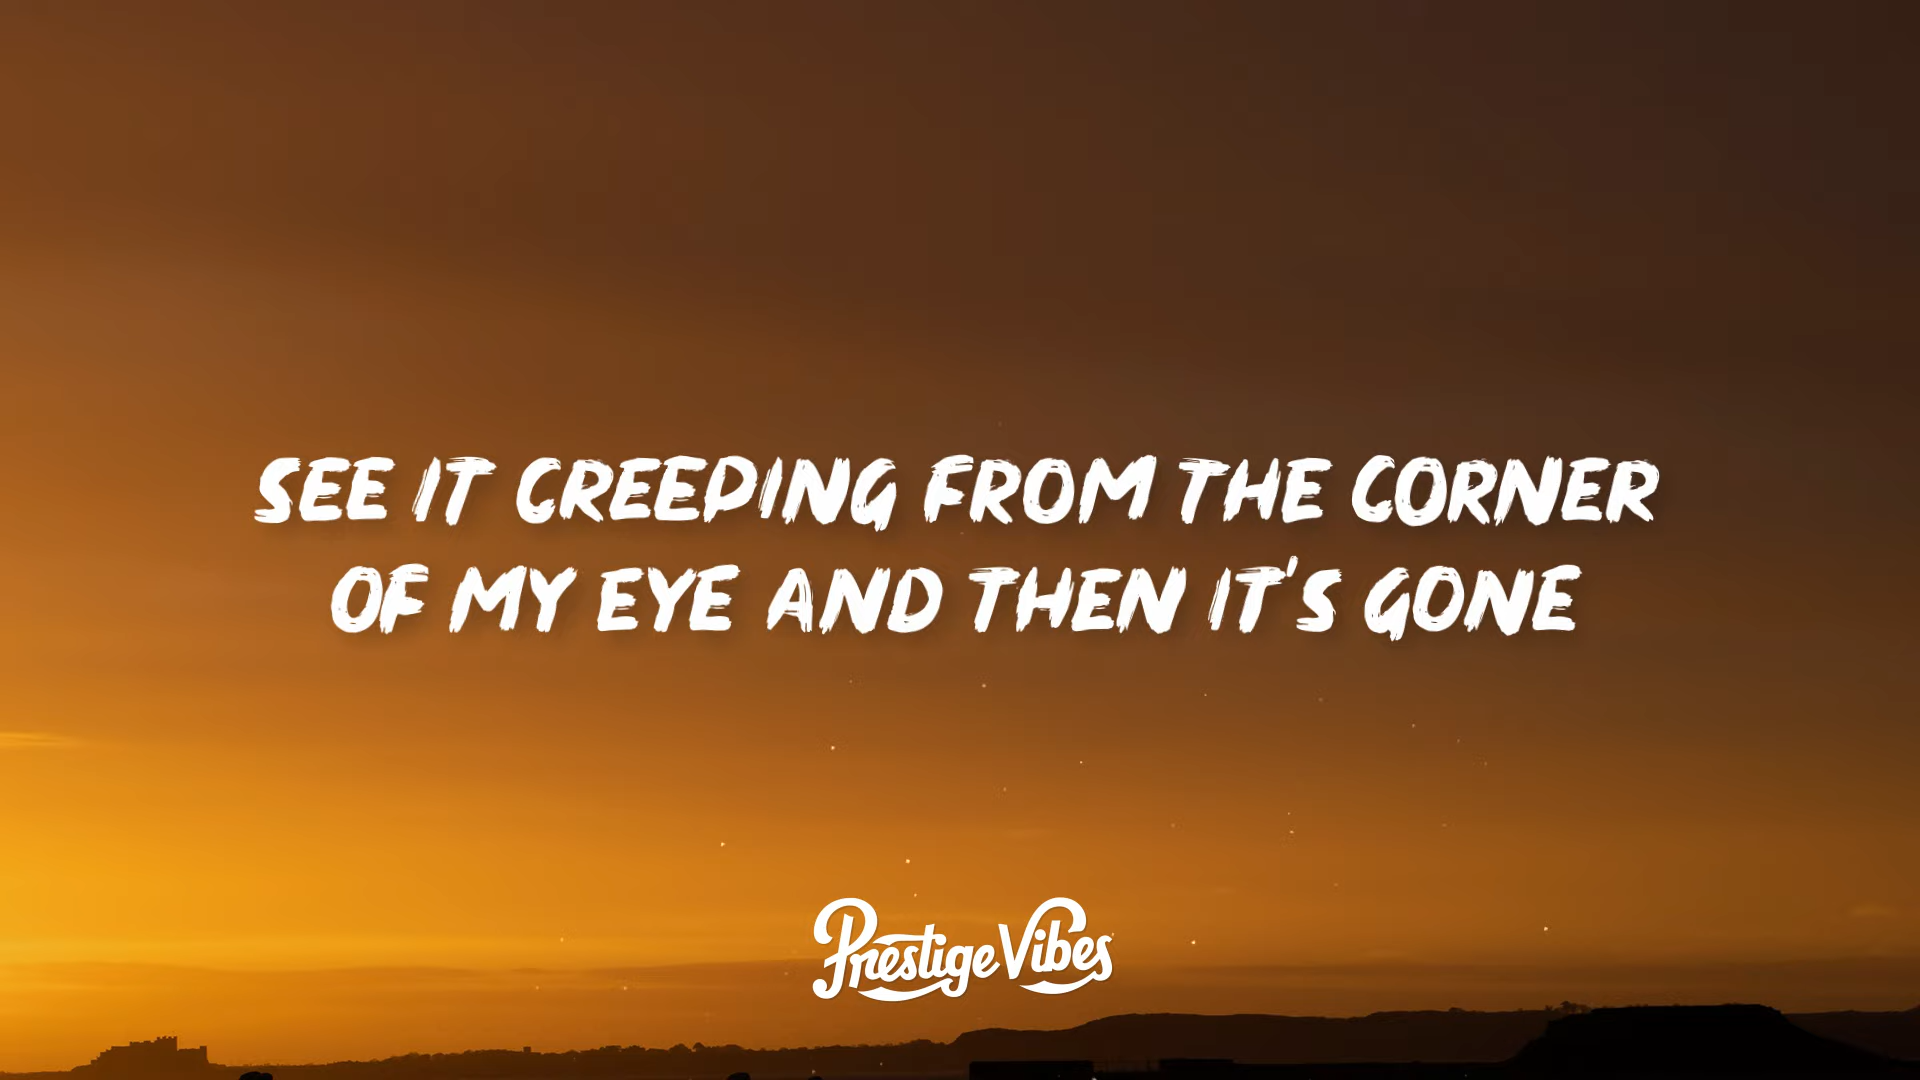 SEE IT CREEPING FROM THE CORNER
OF MY EYE AND THEN IT'S GONE
Prestige Vibes